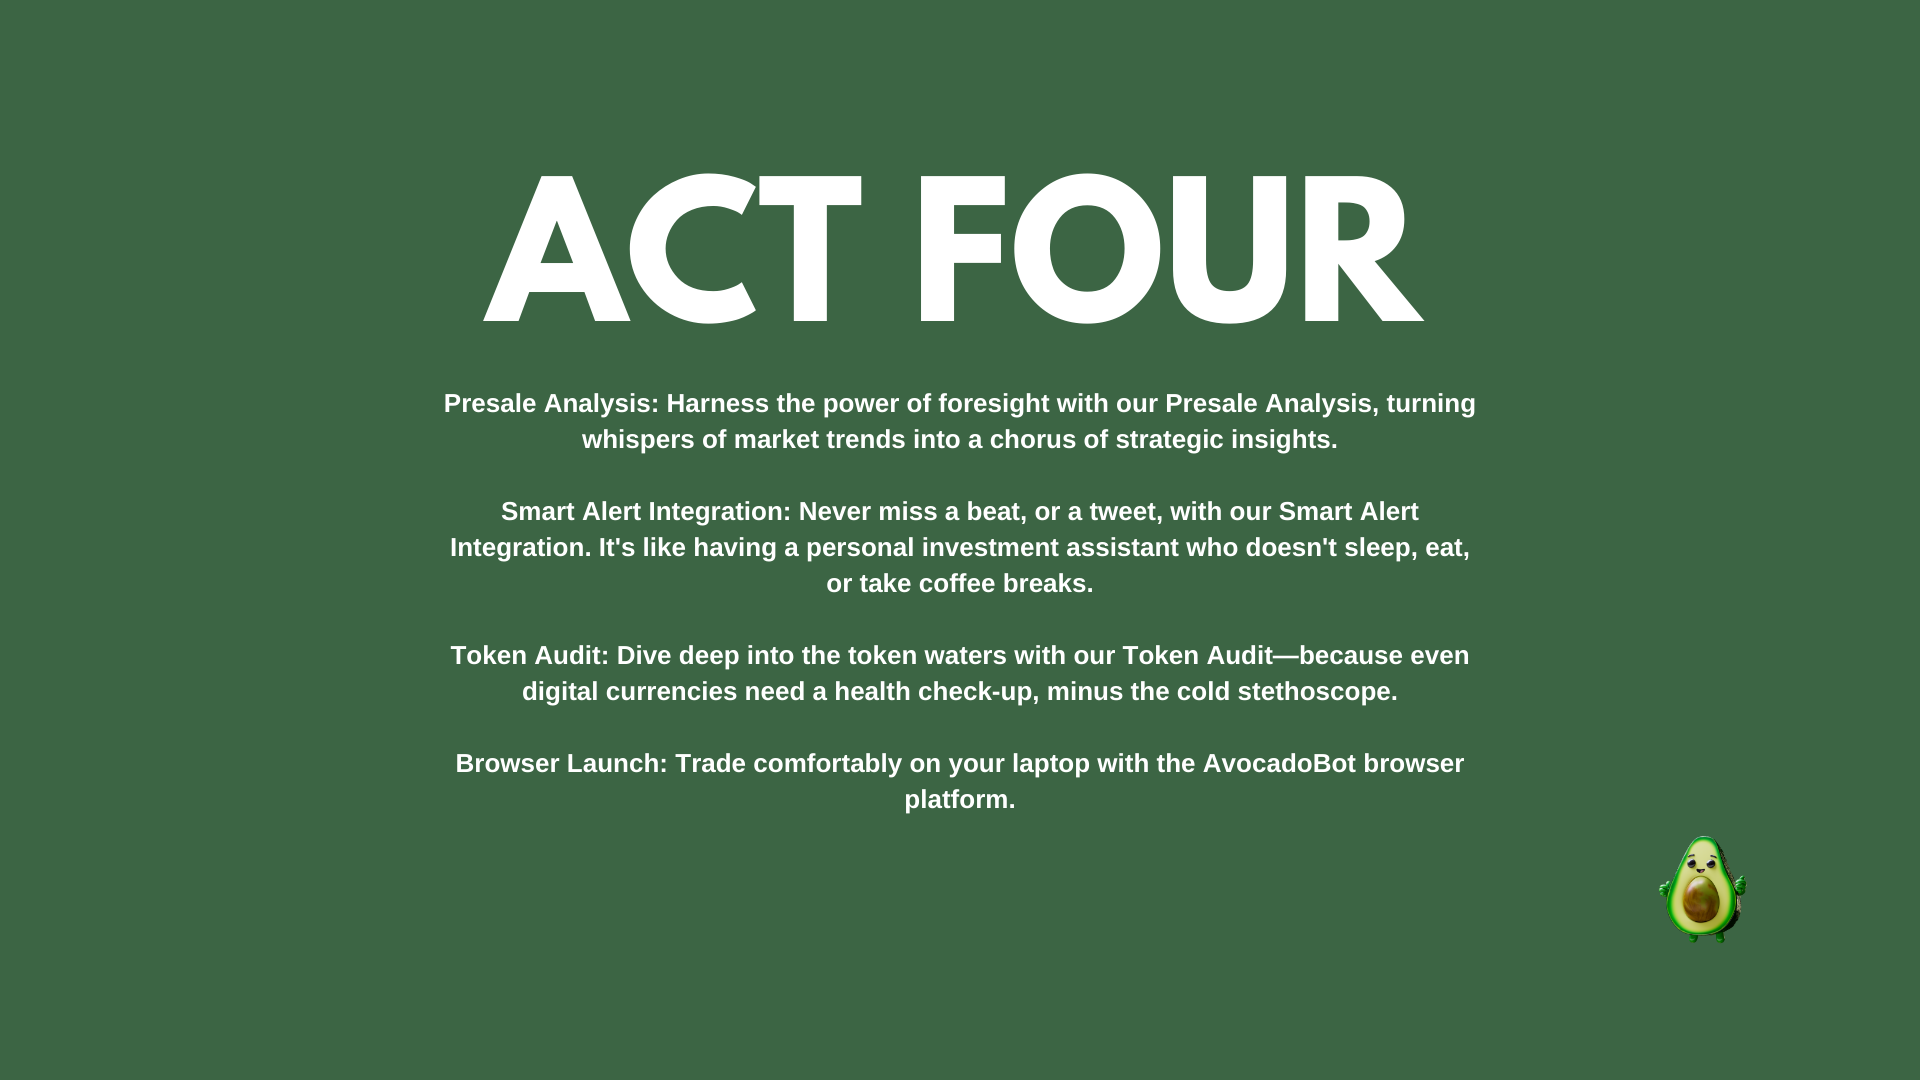 ACT FOUR
Presale Analysis: Harness the power of foresight with our Presale Analysis, turning
whispers of market trends into a chorus of strategic insights.
Smart Alert Integration: Never miss a beat, or a tweet, with our Smart Alert
Integration. It's like having a personal investment assistant who doesn't sleep, eat,
or take coffee breaks.
Token Audit: Dive deep into the token waters with our Token Audit—because even
digital currencies need a health check-up, minus the cold stethoscope.
Browser Launch: Trade comfortably on your laptop with the AvocadoBot browser
platform.